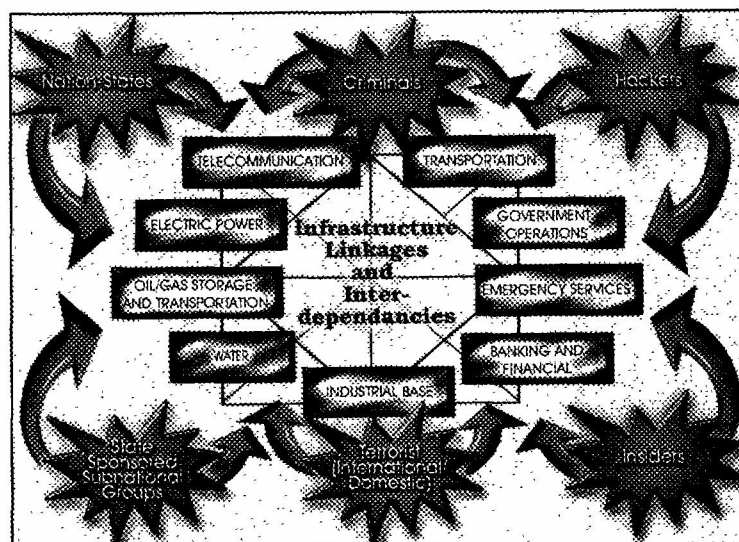 Nation-States
Criminals
Hackers
TELECOMMUNICATION
TRANSPORTATION
ELECTRIC POWER
GOVERNMENT
OPERATIONS
Infrastructure
Linkages
and
Inter-
dependancies
OIL/GAS STORAGE
AND TRANSPORTATION
EMERGENCY SERVICES
WATER
BANKING AND
FINANCIAL
INDUSTRIAL BASE
State
Sponsored
Subnational
Groups
Terrorist
(International
Domestic)
Insiders